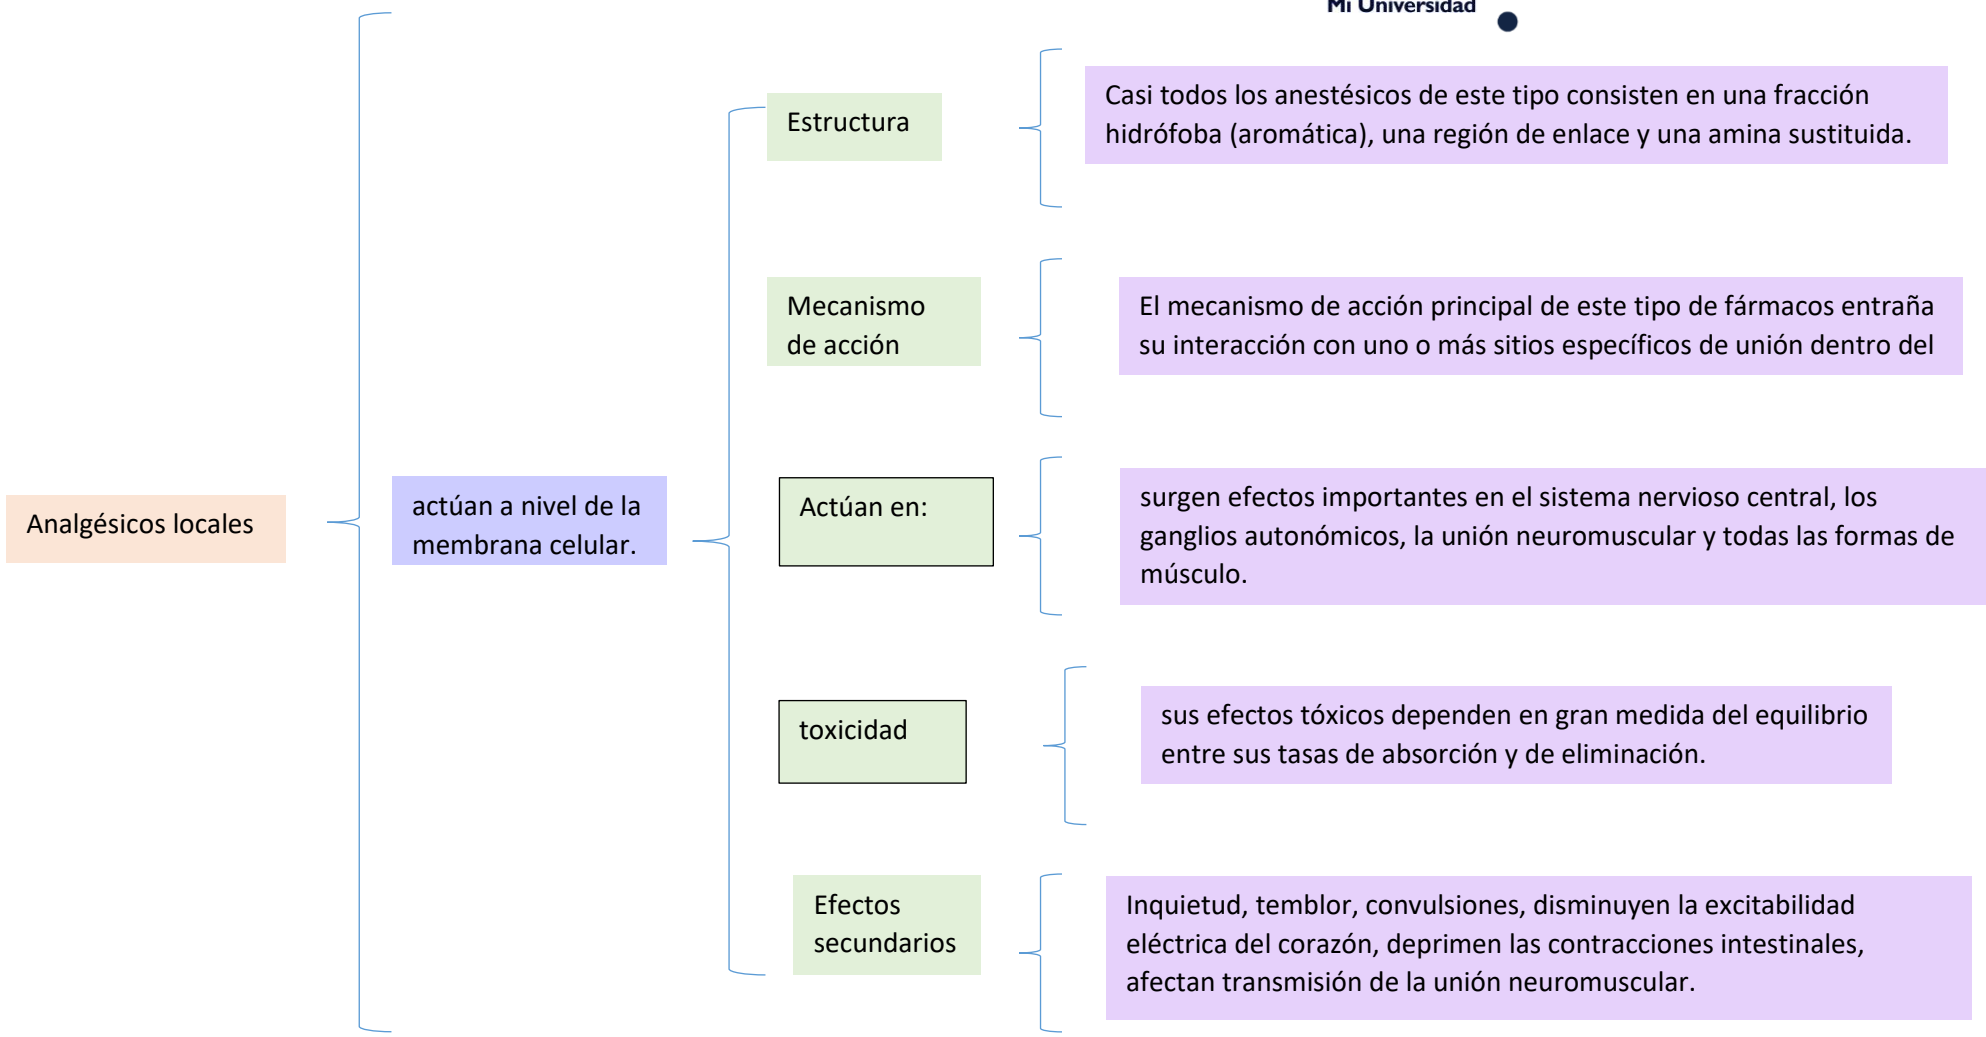 Mi Universidad
Estructura
Casi todos los anestésicos de este tipo consisten en una fracción
hidrófoba (aromática), una región de enlace y una amina sustituida.
Mecanismo
de acción
El mecanismo de acción principal de este tipo de fármacos entraña
su interacción con uno o más sitios específicos de unión dentro del
Analgésicos locales
actúan a nivel de la
membrana celular.
Actúan en:
surgen efectos importantes en el sistema nervioso central, los
ganglios autonómicos, la unión neuromuscular y todas las formas de
músculo.
toxicidad
sus efectos tóxicos dependen en gran medida del equilibrio
entre sus tasas de absorción y de eliminación.
Efectos
secundarios
Inquietud, temblor, convulsiones, disminuyen la excitabilidad
eléctrica del corazón, deprimen las contracciones intestinales,
afectan transmisión de la unión neuromuscular.